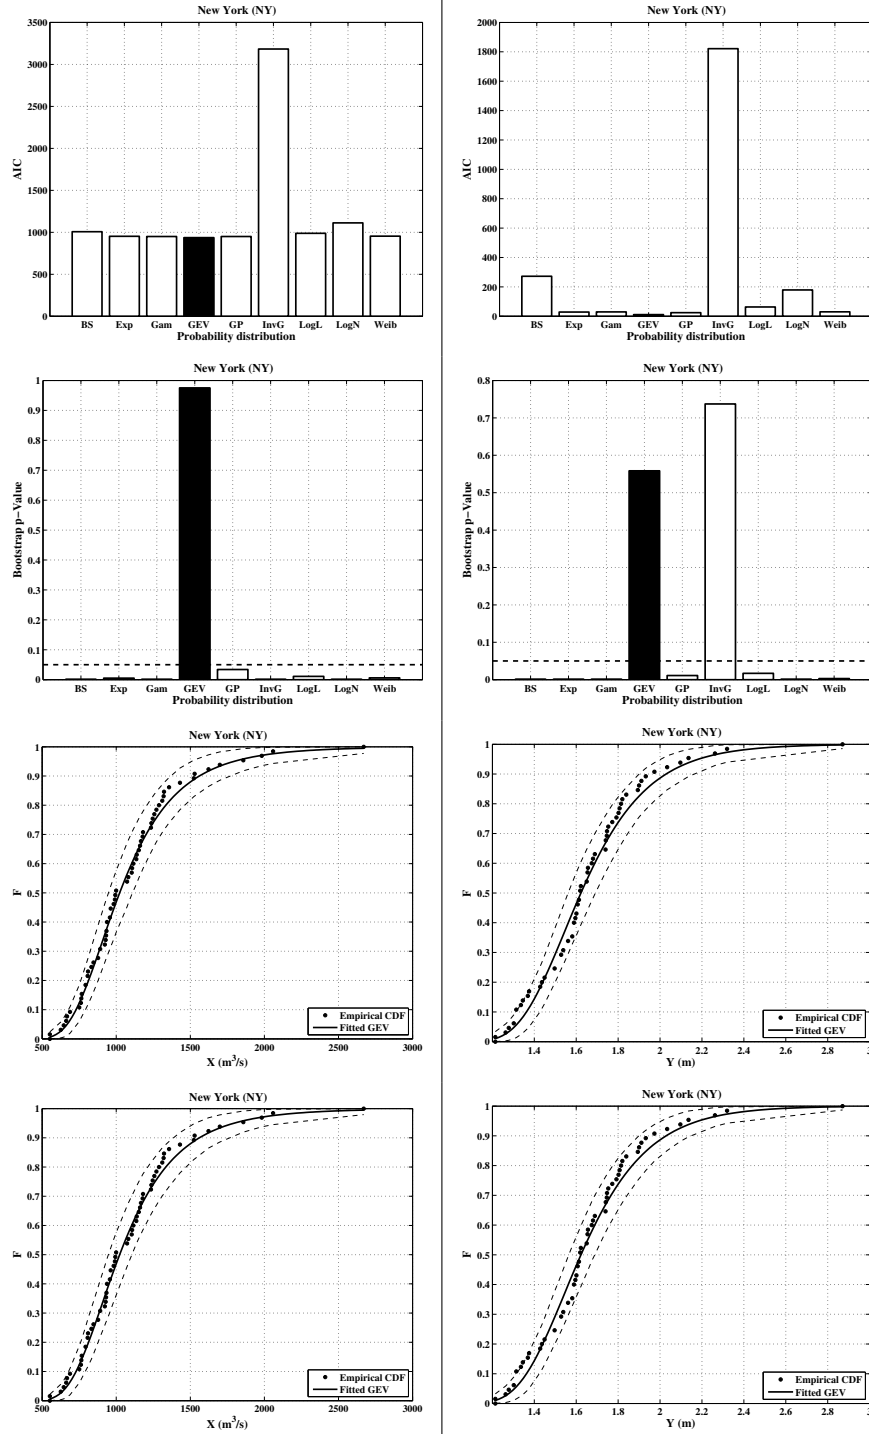 New York (NY)
3500
3000
2500
2000
1500
1000
500
0
AIC
BS Exp Gam GEV GP InvG LogL LogN Weib
Probability distribution
New York (NY)
2000
1800
1600
1400
1200
1000
800
600
400
200
0
AIC
BS Exp Gam GEV GP InvG LogL LogN Weib
Probability distribution
New York (NY)
1
0.9
0.8
0.7
0.6
0.5
0.4
0.3
0.2
0.1
0
Bootstrap p-Value
BS Exp Gam GEV GP InvG LogL LogN Weib
Probability distribution
New York (NY)
0.8
0.7
0.6
0.5
0.4
0.3
0.2
0.1
0
Bootstrap p-Value
BS Exp Gam GEV GP InvG LogL LogN Weib
Probability distribution
New York (NY)
1
0.9
0.8
0.7
0.6
0.5
0.4
0.3
0.2
0.1
0
F
Empirical CDF
Fitted GEV
500 1000 1500 2000 2500 3000
X (m³/s)
New York (NY)
1
0.9
0.8
0.7
0.6
0.5
0.4
0.3
0.2
0.1
0
F
Empirical CDF
Fitted GEV
1.4 1.6 1.8 2 2.2 2.4 2.6 2.8 3
Y (m)
New York (NY)
1
0.9
0.8
0.7
0.6
0.5
0.4
0.3
0.2
0.1
0
F
Empirical CDF
Fitted GEV
500 1000 1500 2000 2500 3000
X (m³/s)
New York (NY)
1
0.9
0.8
0.7
0.6
0.5
0.4
0.3
0.2
0.1
0
F
Empirical CDF
Fitted GEV
1.4 1.6 1.8 2 2.2 2.4 2.6 2.8 3
Y (m)